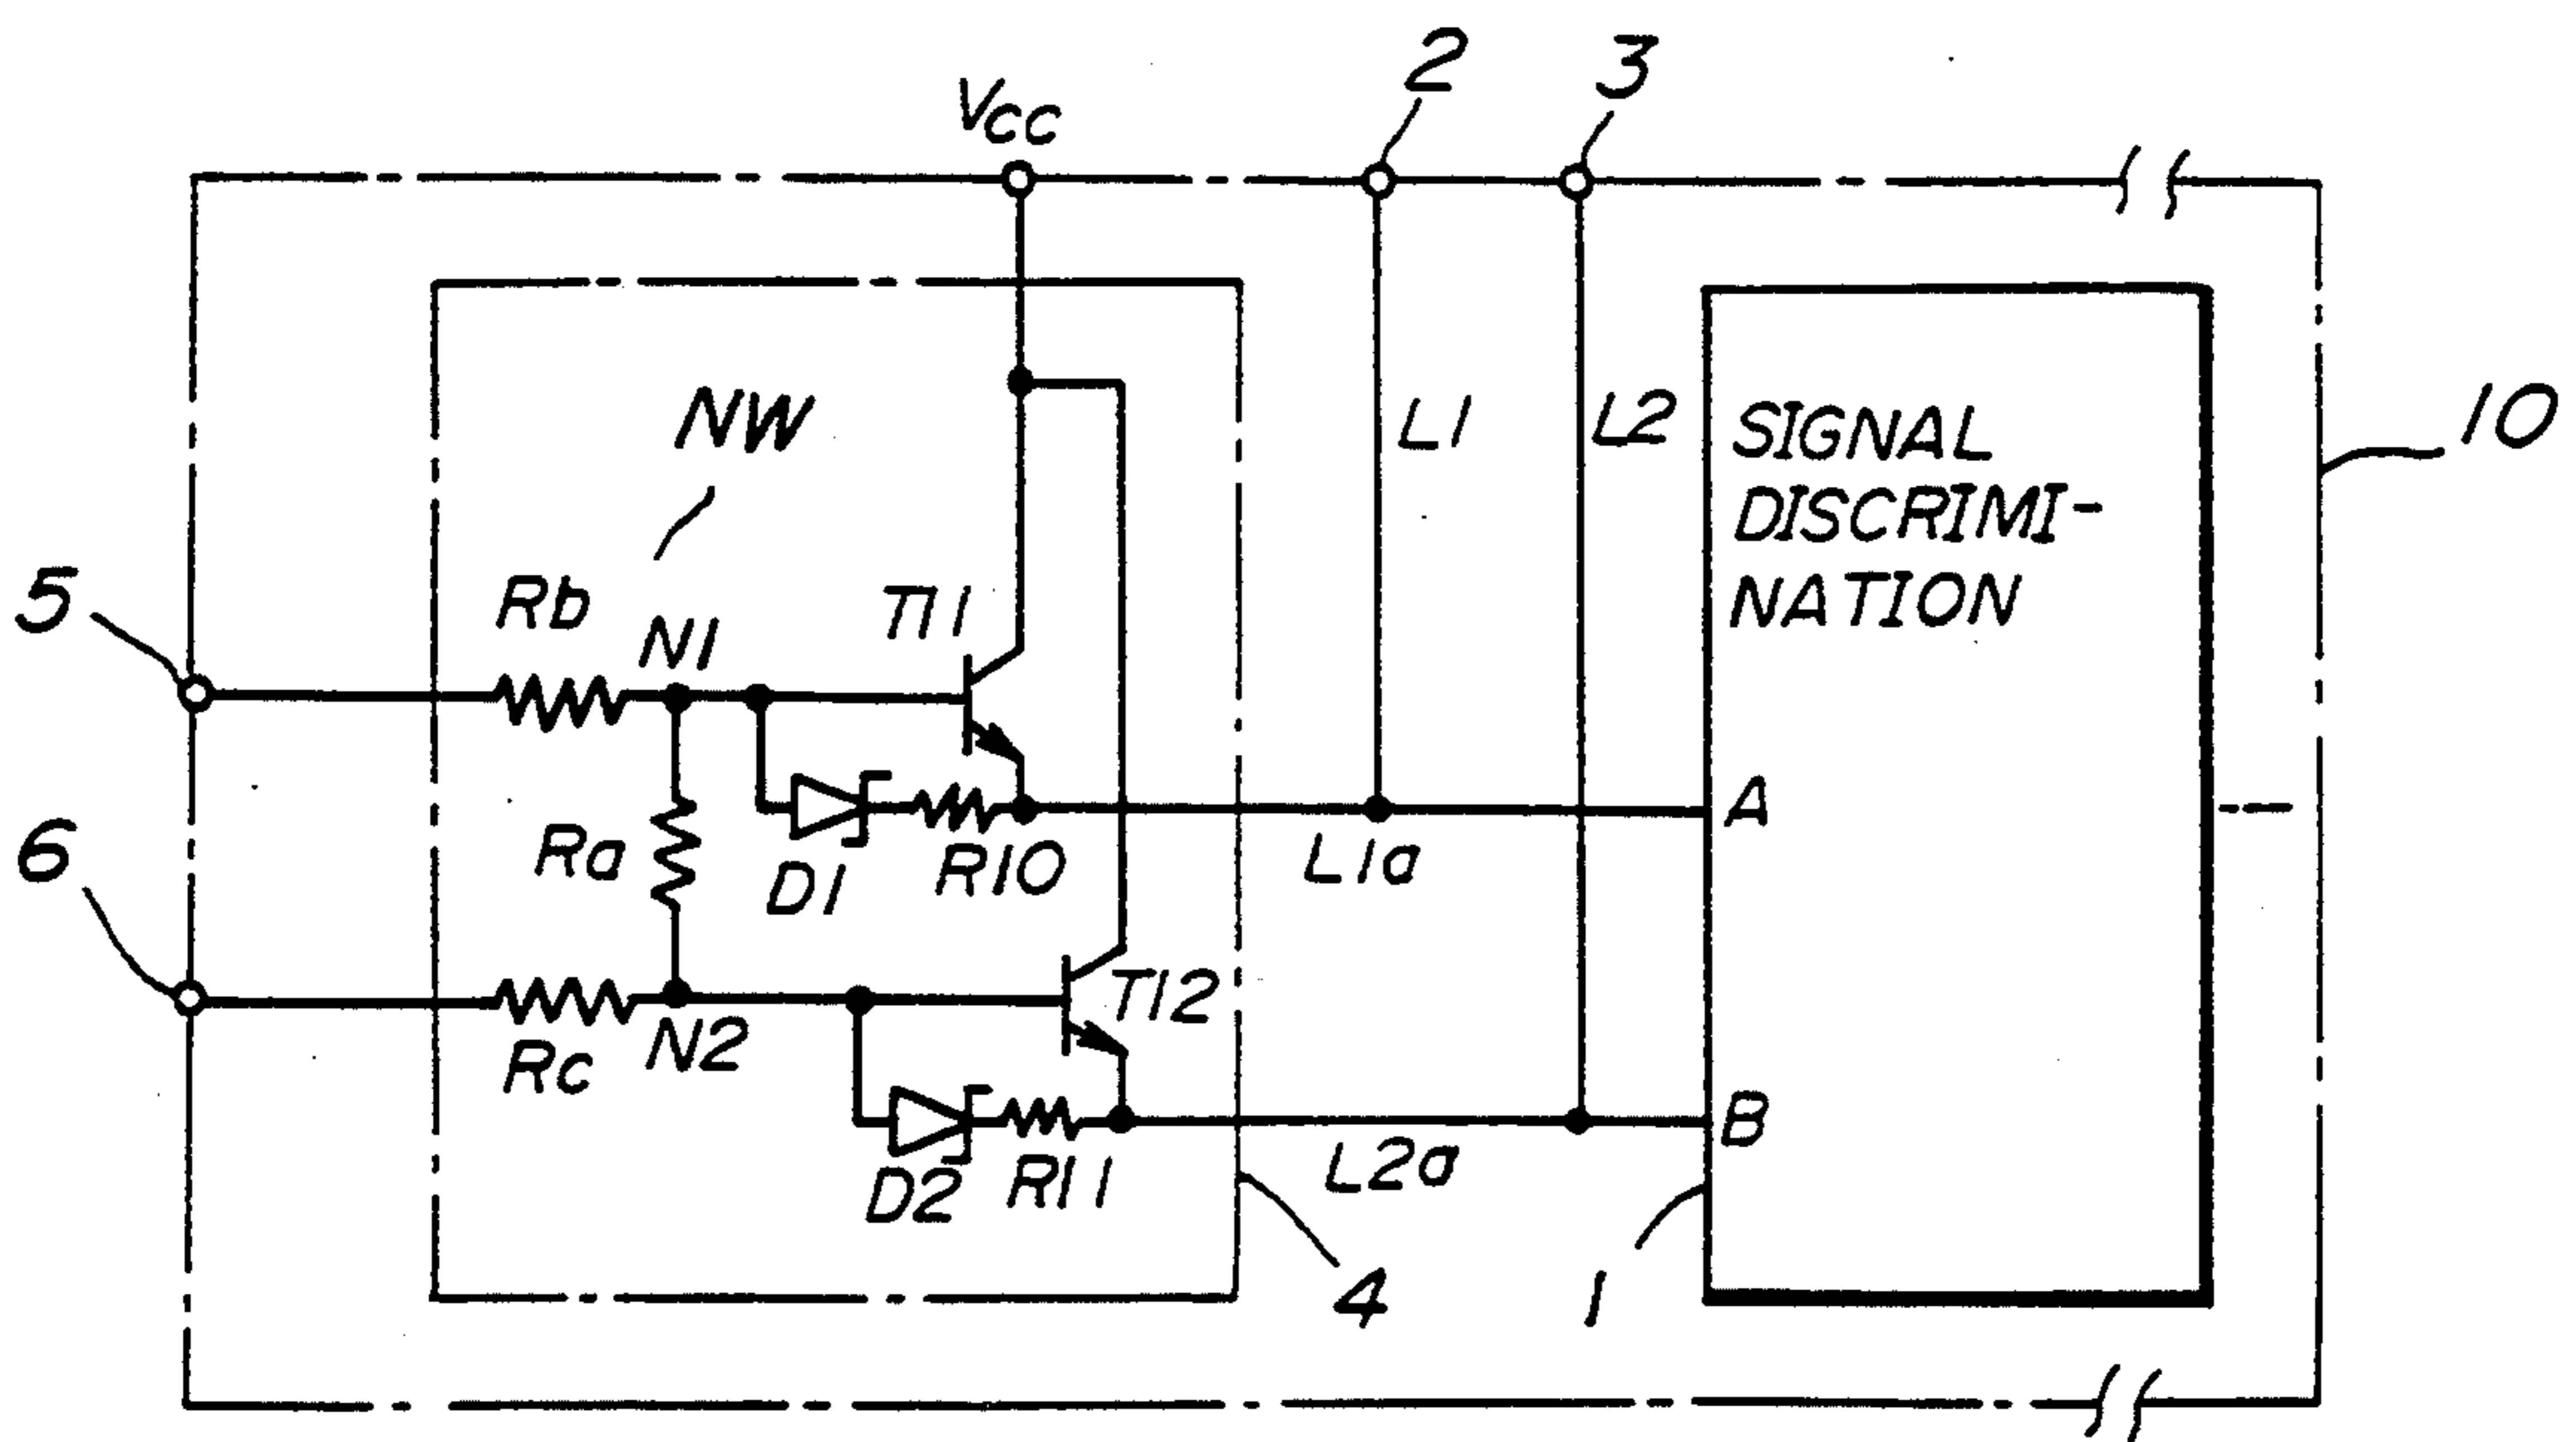 2
3
Vcc
NW
L1
L2
SIGNAL
DISCRIMI-
NATION
10
5
Rb
N1
T11
A
6
Ra
D1
R10
L1a
T12
Rc
N2
B
D2
R11
L2a
4
1